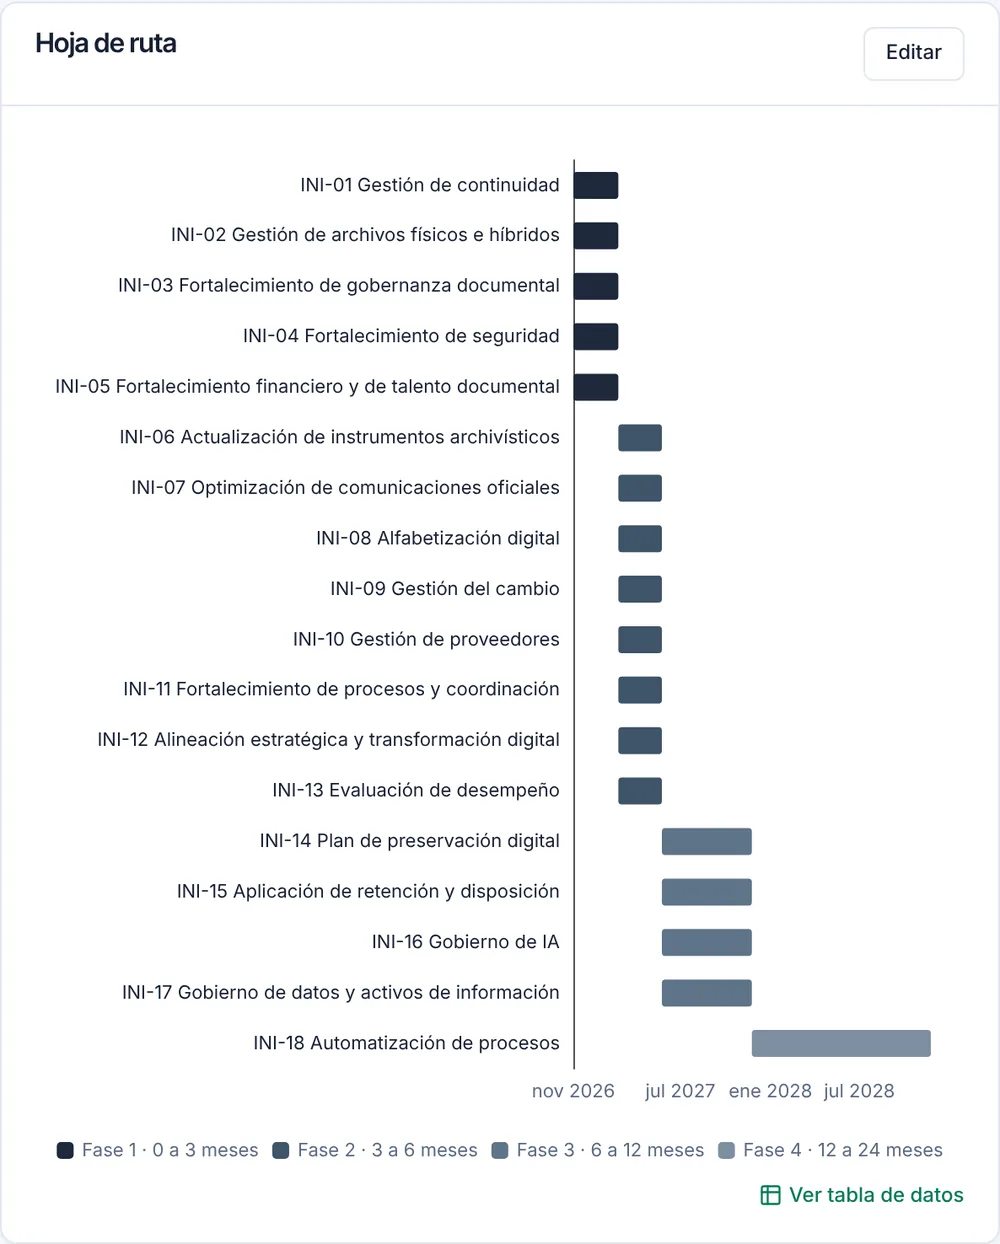 Hoja de ruta
Editar
INI-01 Gestión de continuidad
INI-02 Gestión de archivos físicos e híbridos
INI-03 Fortalecimiento de gobernanza documental
INI-04 Fortalecimiento de seguridad
INI-05 Fortalecimiento financiero y de talento documental
INI-06 Actualización de instrumentos archivísticos
INI-07 Optimización de comunicaciones oficiales
INI-08 Alfabetización digital
INI-09 Gestión del cambio
INI-10 Gestión de proveedores
INI-11 Fortalecimiento de procesos y coordinación
INI-12 Alineación estratégica y transformación digital
INI-13 Evaluación de desempeño
INI-14 Plan de preservación digital
INI-15 Aplicación de retención y disposición
INI-16 Gobierno de IA
INI-17 Gobierno de datos y activos de información
INI-18 Automatización de procesos
nov 2026 jul 2027 ene 2028 jul 2028
Fase 1 · 0 a 3 meses Fase 2 · 3 a 6 meses Fase 3 · 6 a 12 meses Fase 4 · 12 a 24 meses
Ver tabla de datos